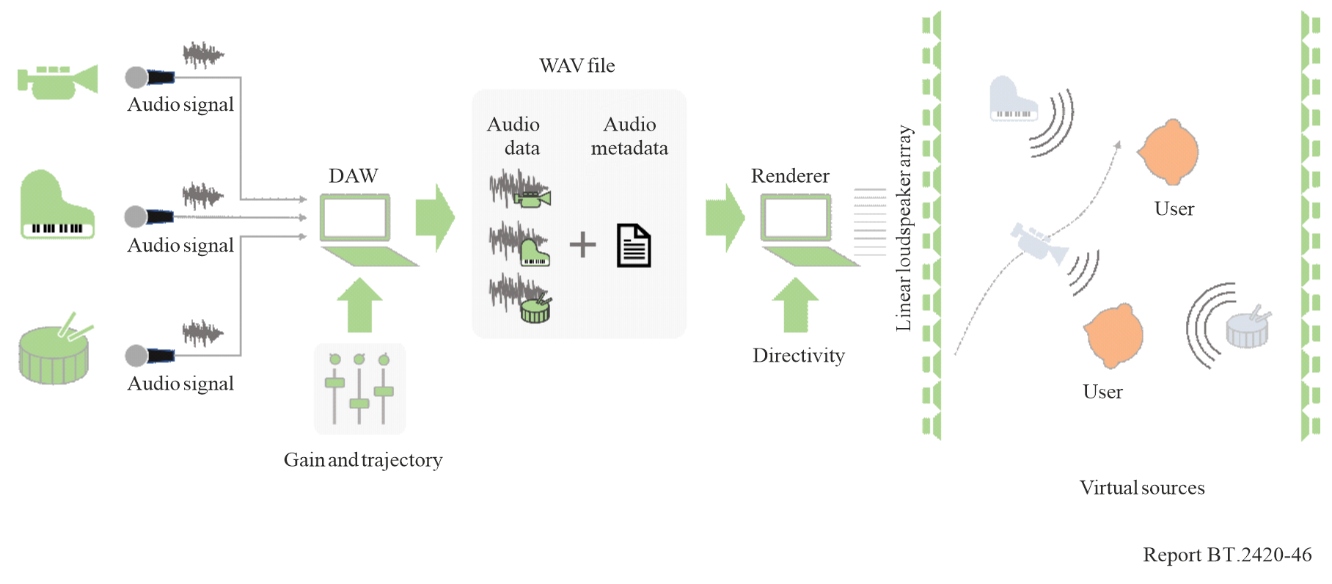 Audio signal
Audio signal
Audio signal
DAW
Gain and trajectory
WAV file
Audio
data
Audio
metadata
Renderer
Directivity
Linear loudspeaker array
User
User
Virtual sources
Report BT.2420-46